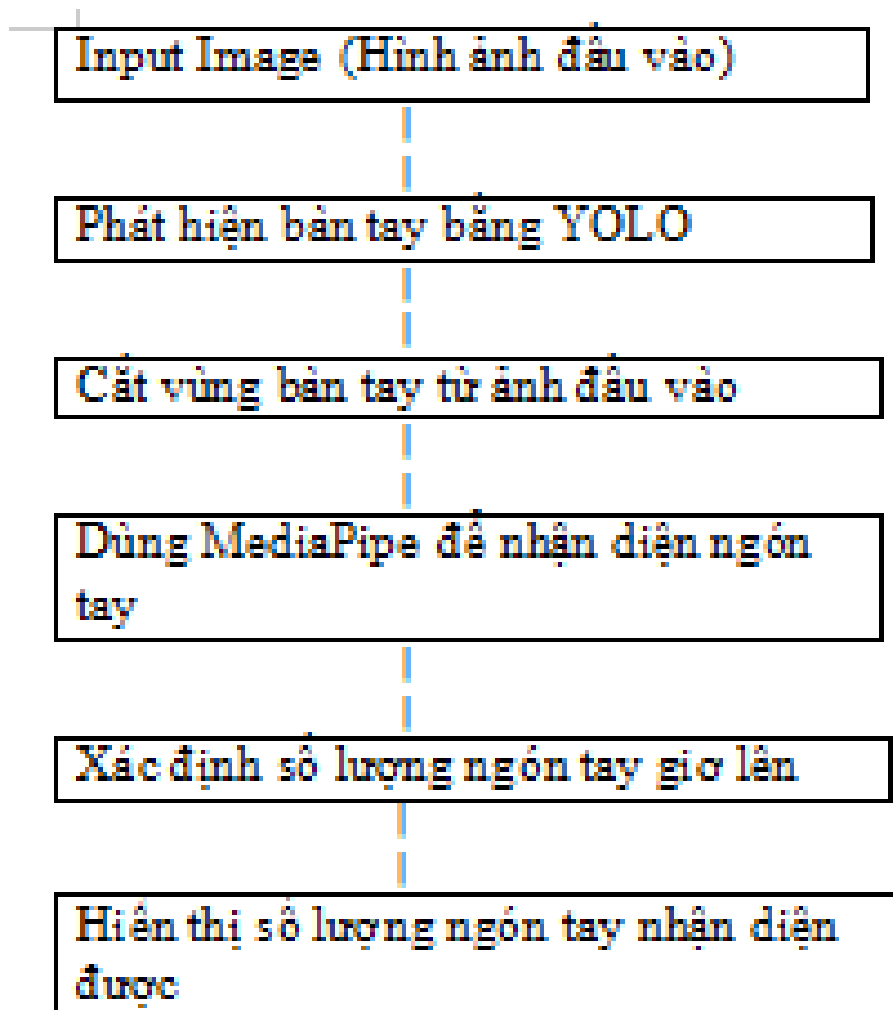 Input Image (Hình ảnh đầu vào)
Phát hiện bàn tay bằng YOLO
Cắt vùng bàn tay từ ảnh đầu vào
Dùng MediaPipe để nhận diện ngón
tay
Xác định số lượng ngón tay giơ lên
Hiển thị số lượng ngón tay nhận diện
được